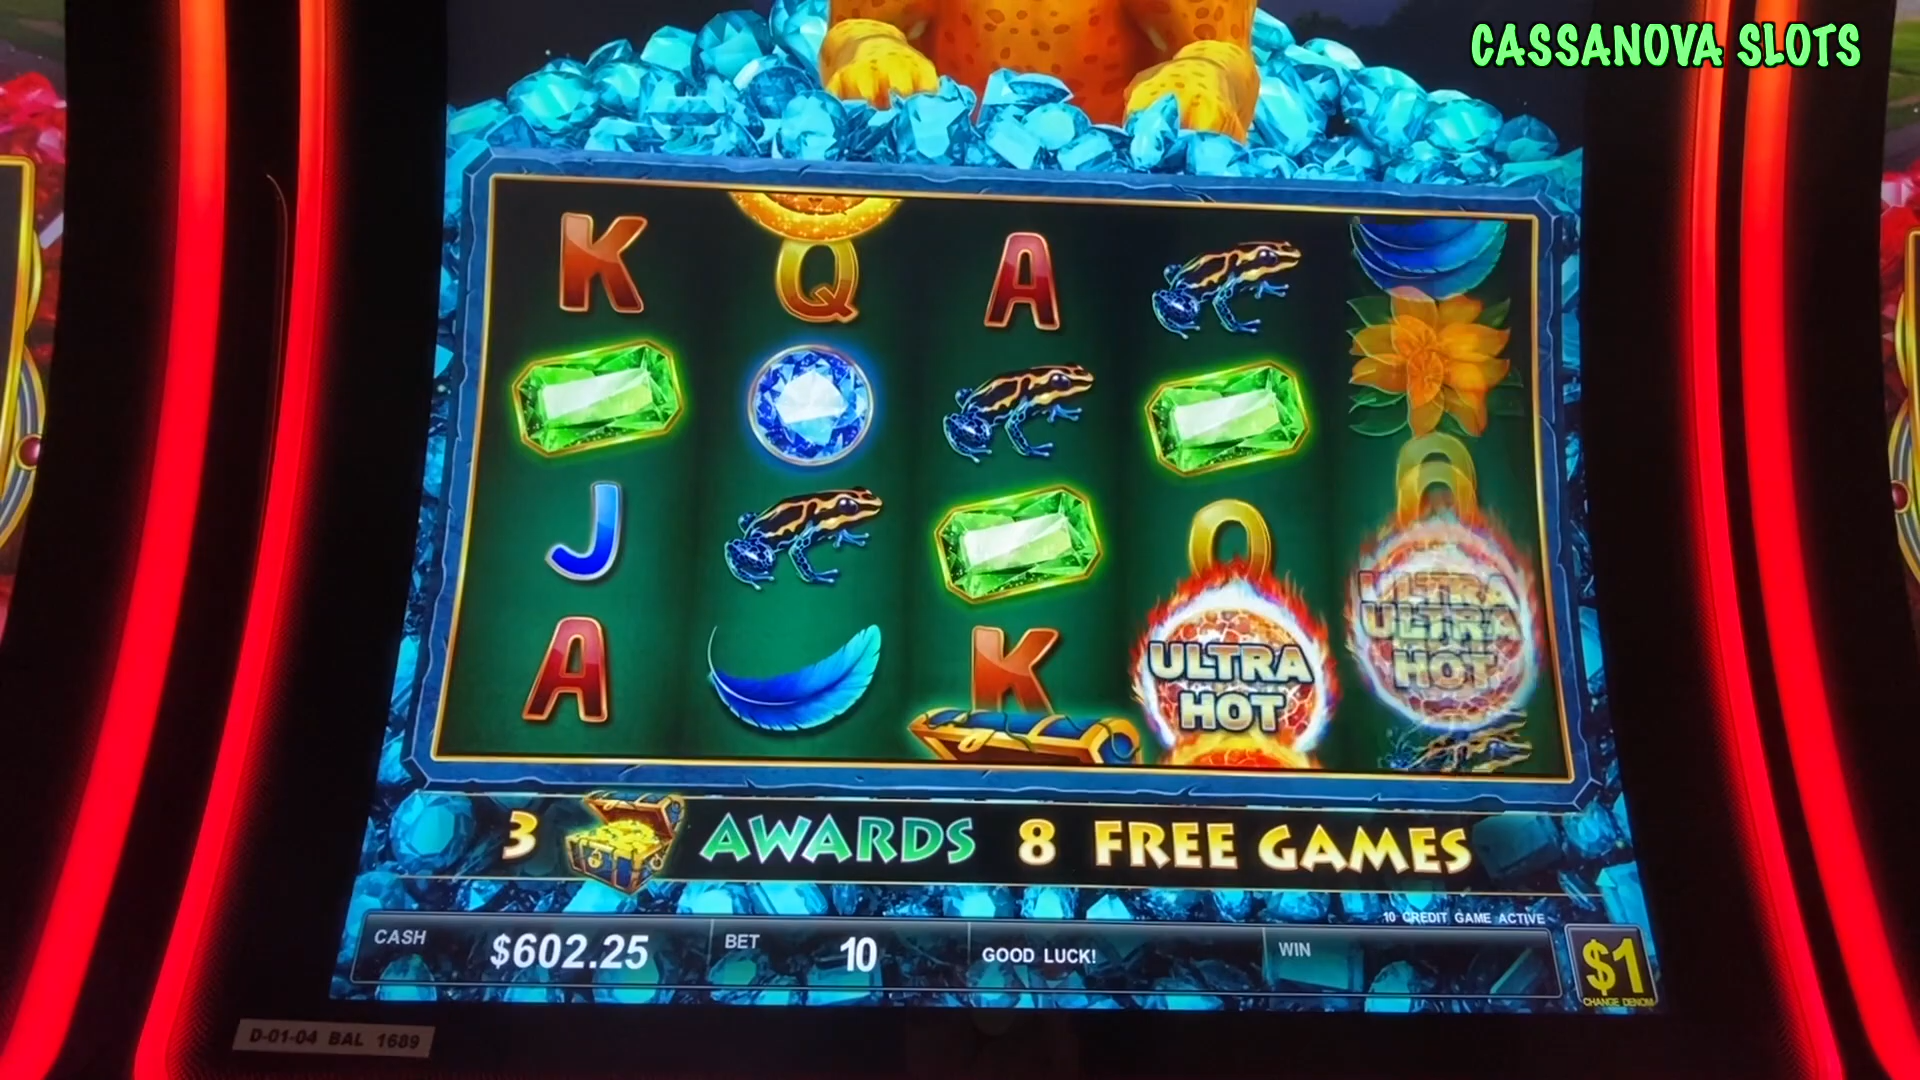 CASSANOVA SLOTS
K
Q
A
J
Q
A
K
ULTRA
HOT
ULTRA
ULTRA
HOT
3 AWARDS 8 FREE GAMES
10 CREDIT GAME ACTIVE
CASH $602.25 BET 10 GOOD LUCK! WIN
$1
CHANGE DENOM
D-01-04 BAL 1689